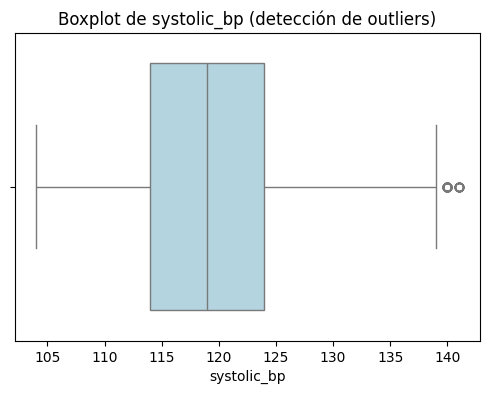 Boxplot de systolic_bp (detección de outliers)
105 110 115 120 125 130 135 140
systolic_bp